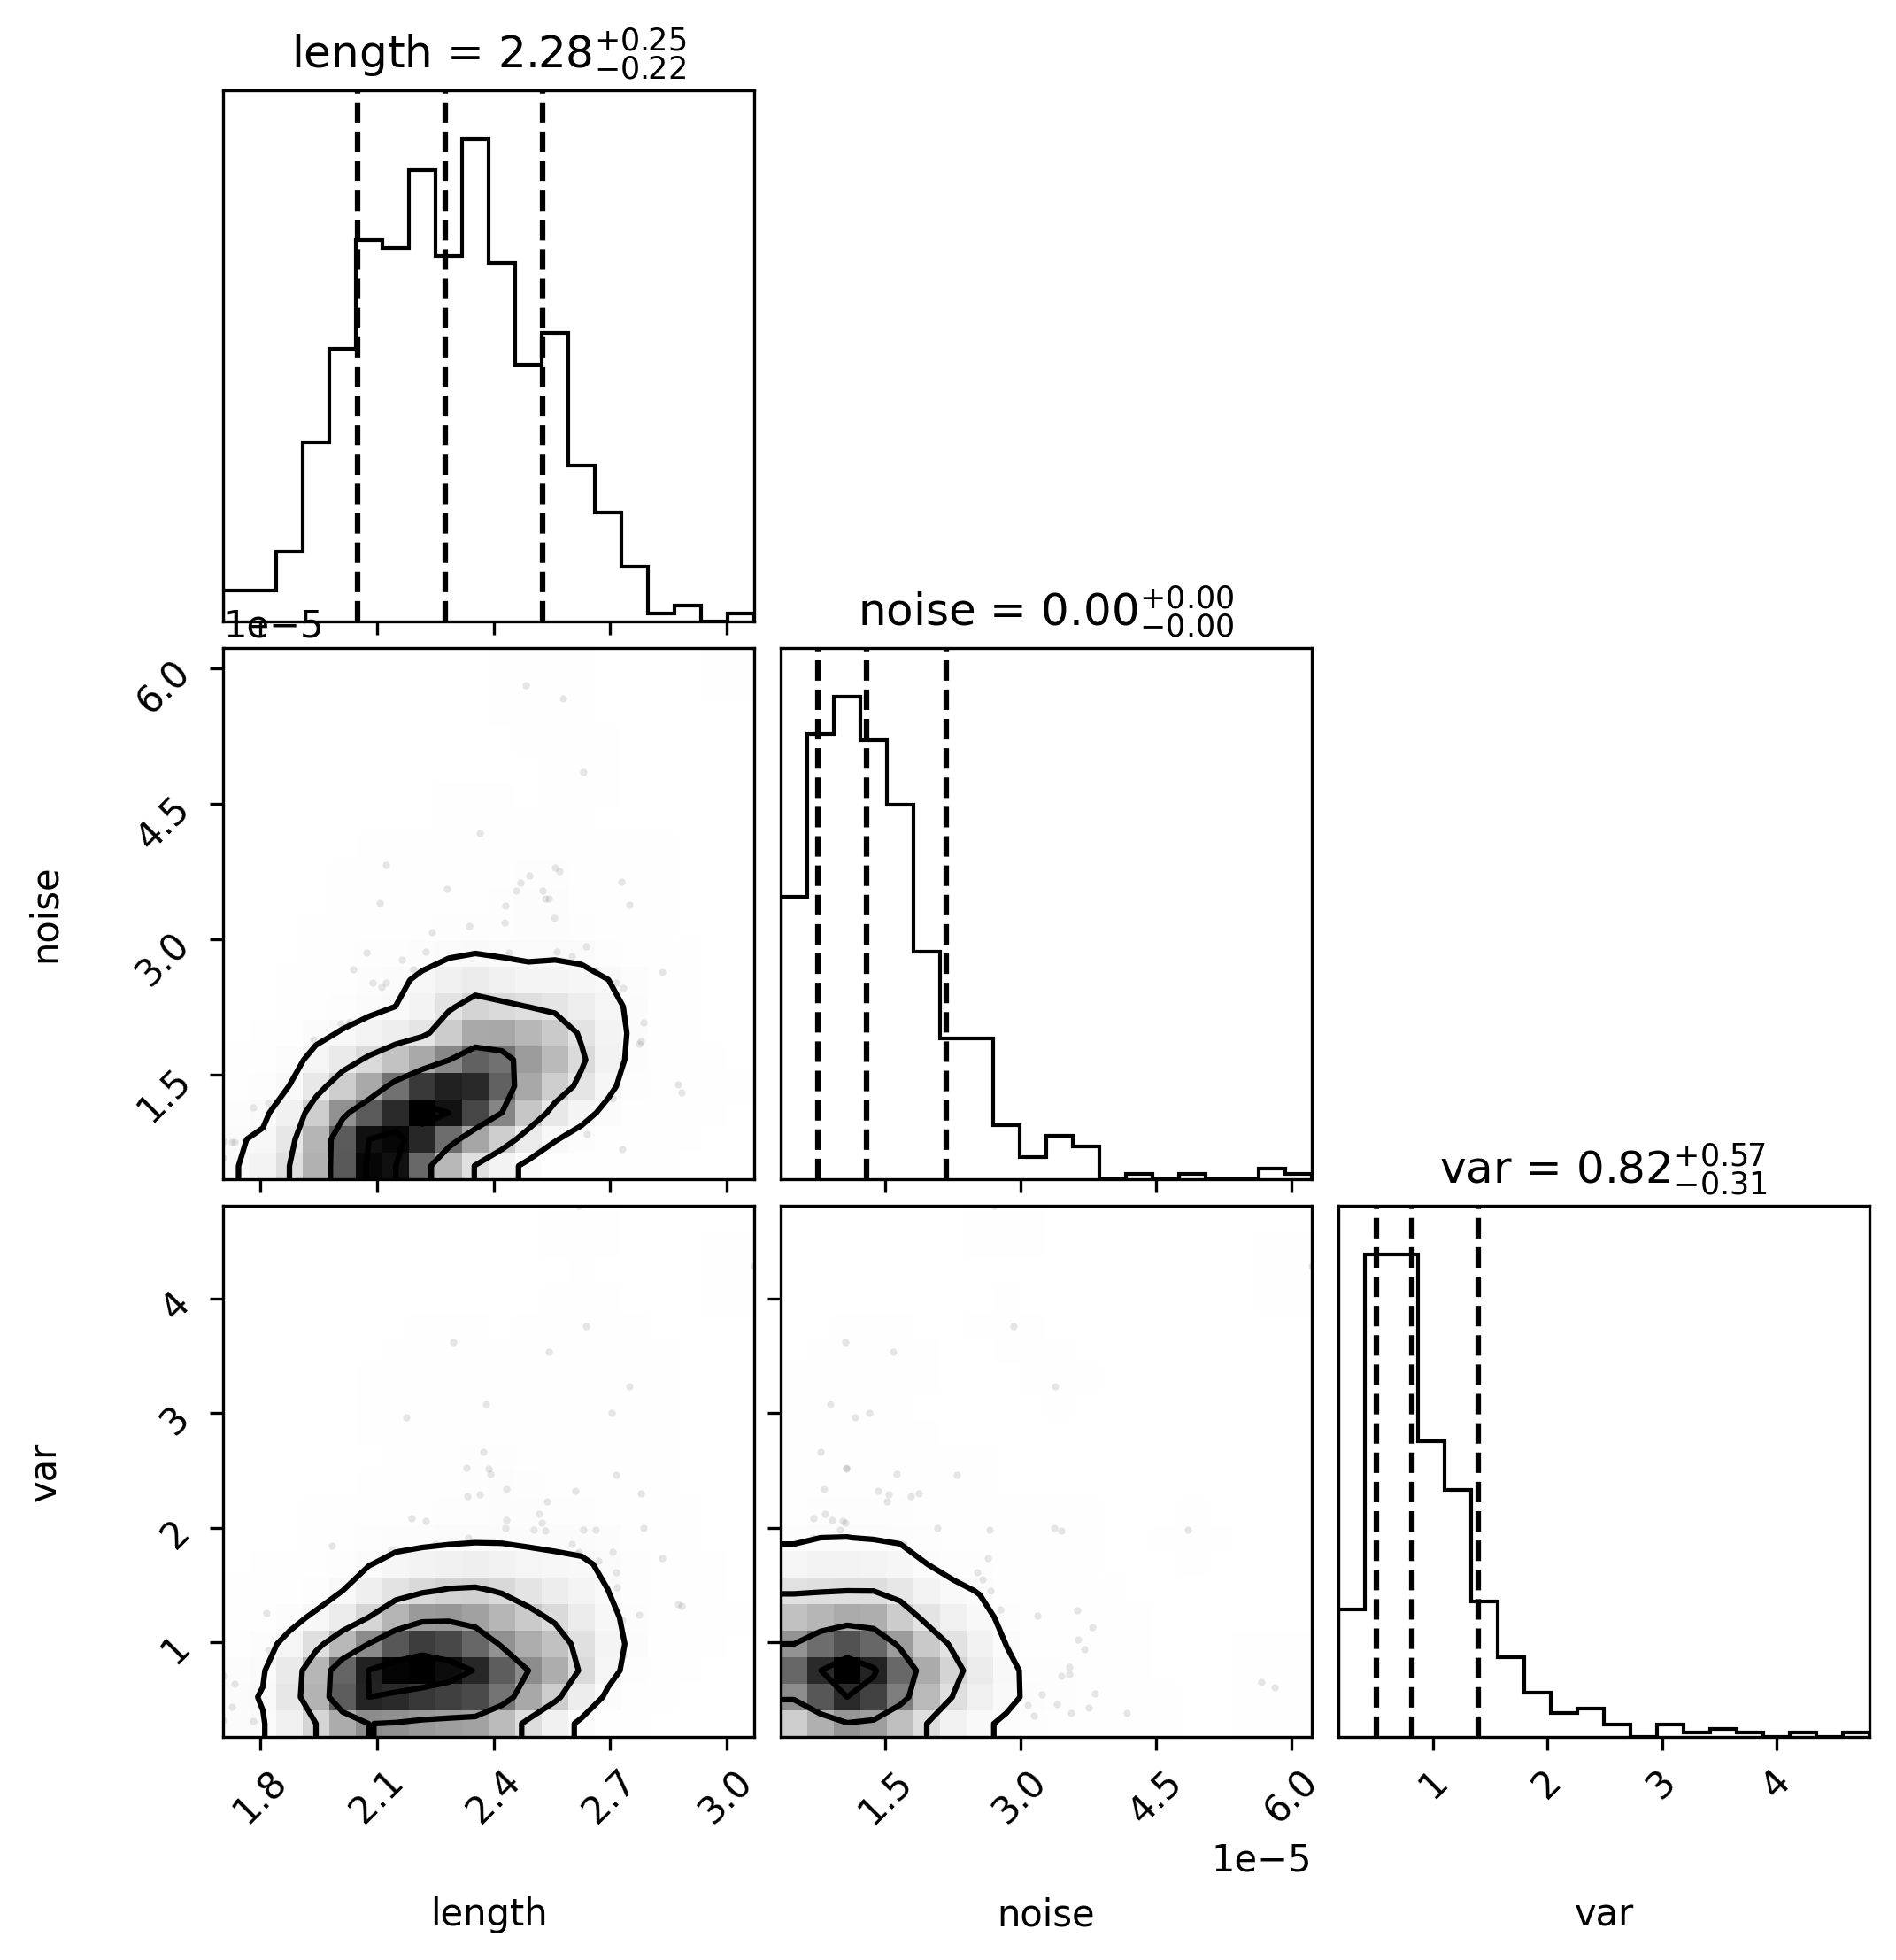 length = 2.28 +0.25 −0.22
1e−5
noise = 0.00 +0.00 −0.00
6.0
4.5
3.0
1.5
noise
var = 0.82 +0.57 −0.31
4
3
2
1
var
1.8 2.1 2.4 2.7 3.0 1.5 3.0 4.5 6.0 1 2 3 4
1e−5
length noise var